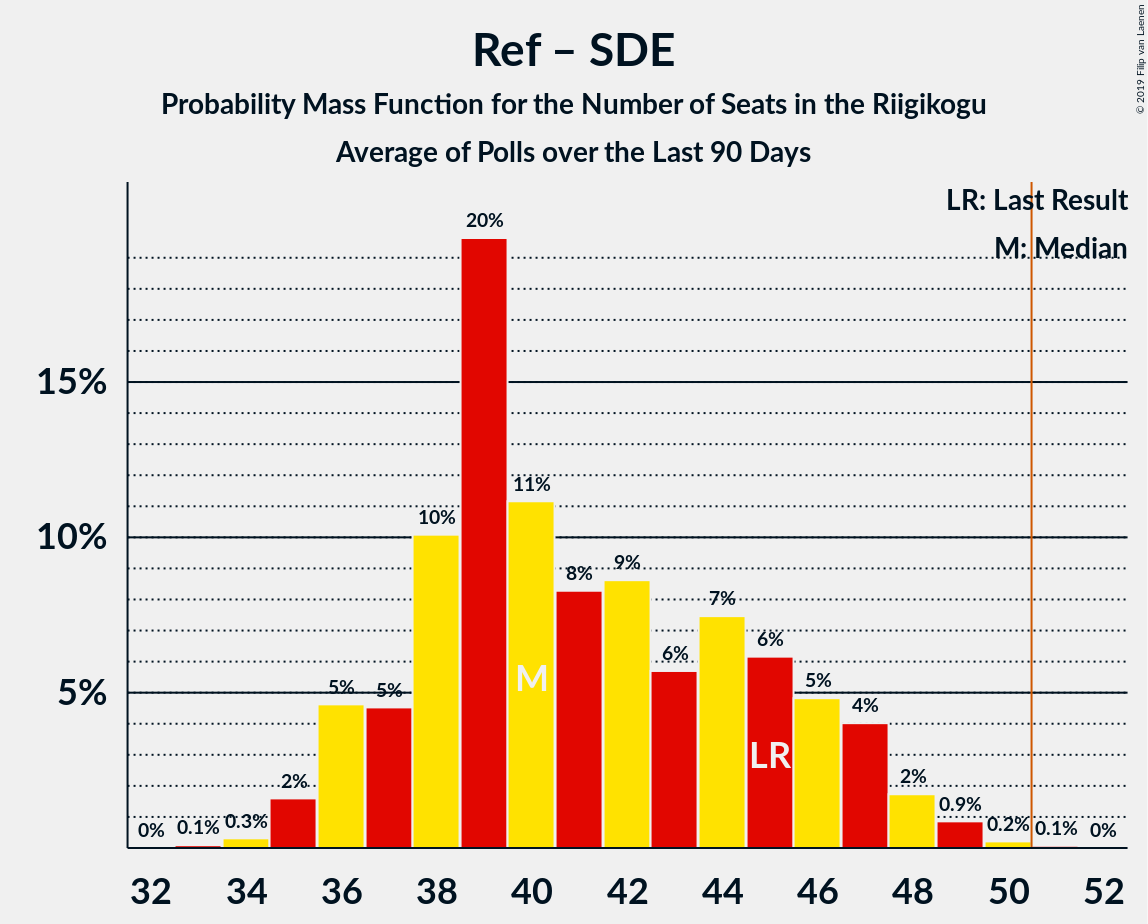 Ref – SDE
Probability Mass Function for the Number of Seats in the Riigikogu
Average of Polls over the Last 90 Days
© 2019 Filip van Laenen
LR: Last Result
M: Median
15%
10%
5%
0%
0.1%
0.3%
2%
5%
5%
10%
20%
11%
8%
9%
6%
7%
6%
5%
4%
2%
0.9%
0.2%
0.1%
0%
M
LR
32 34 36 38 40 42 44 46 48 50 52